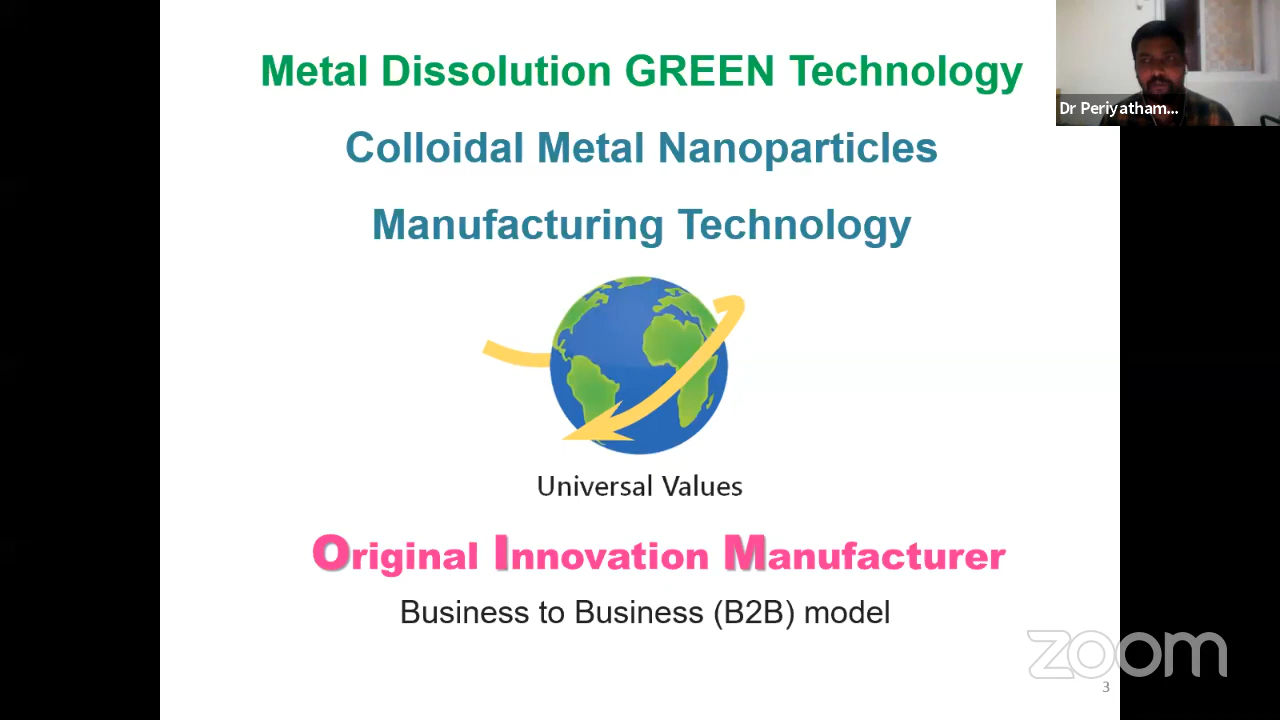 Metal Dissolution GREEN Technology
Dr Periyatham...
Colloidal Metal Nanoparticles
Manufacturing Technology
Universal Values
Original Innovation Manufacturer
Business to Business (B2B) model
zoom
3